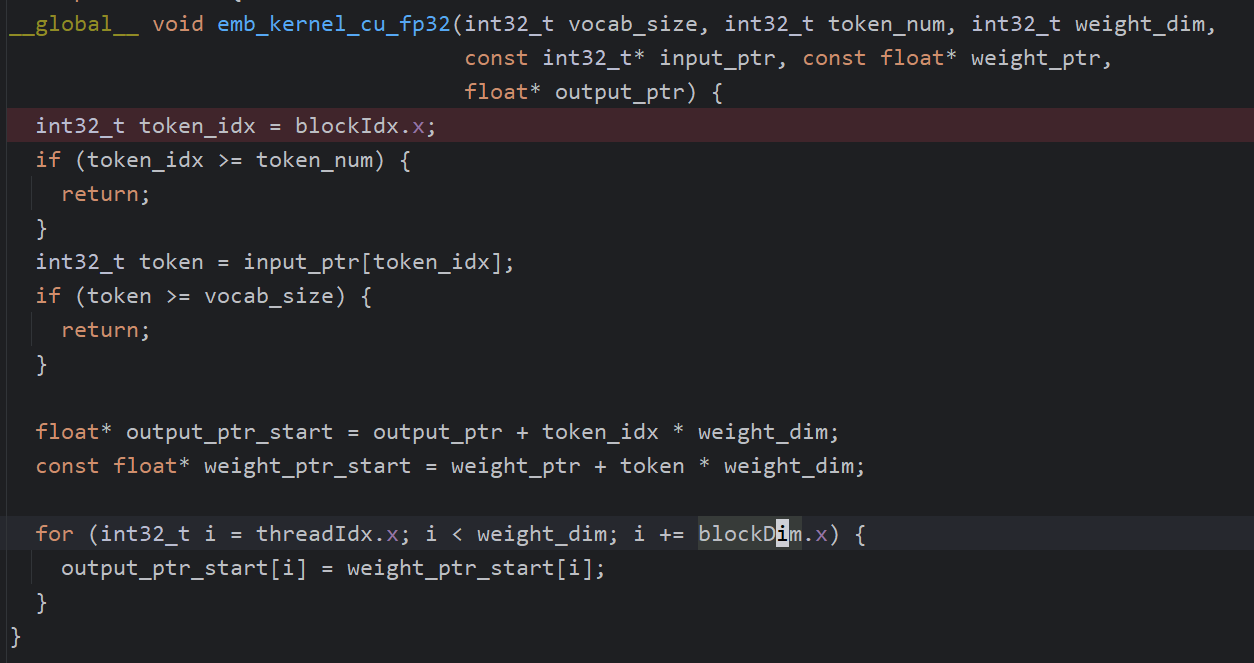 __global__ void emb_kernel_cu_fp32(int32_t vocab_size, int32_t token_num, int32_t weight_dim,
                                   const int32_t* input_ptr, const float* weight_ptr,
                                   float* output_ptr) {
  int32_t token_idx = blockIdx.x;
  if (token_idx >= token_num) {
    return;
  }
  int32_t token = input_ptr[token_idx];
  if (token >= vocab_size) {
    return;
  }
  float* output_ptr_start = output_ptr + token_idx * weight_dim;
  const float* weight_ptr_start = weight_ptr + token * weight_dim;
  for (int32_t i = threadIdx.x; i < weight_dim; i += blockDim.x) {
    output_ptr_start[i] = weight_ptr_start[i];
  }
}